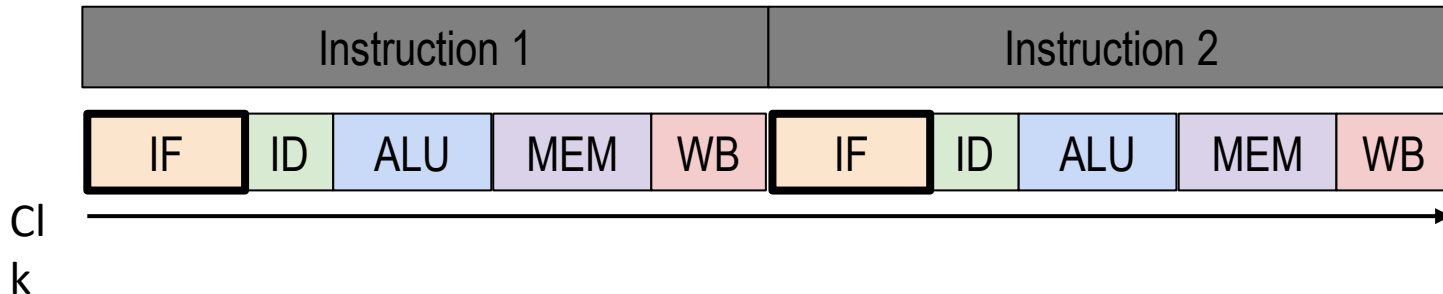 Instruction 1 Instruction 2
IF ID ALU MEM WB IF ID ALU MEM WB
Cl
k